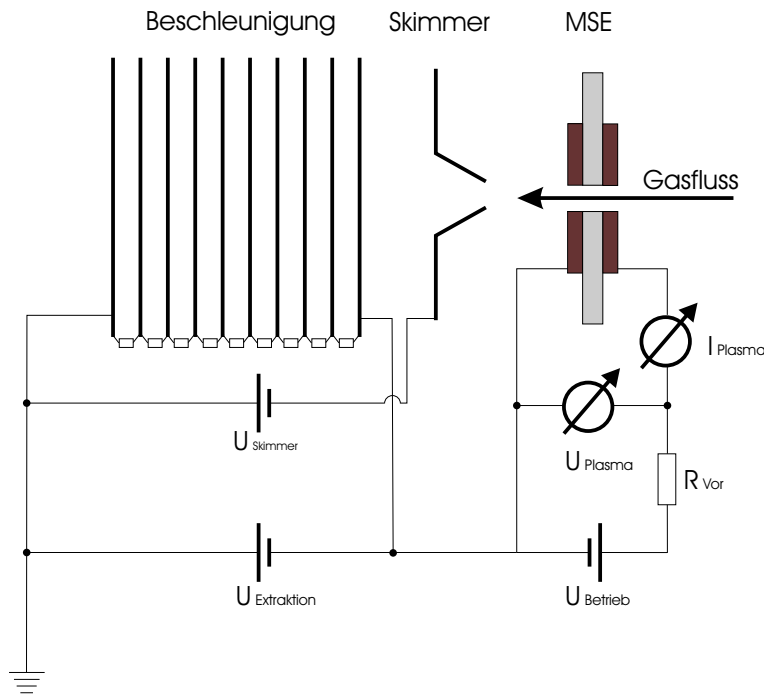 Beschleunigung Skimmer MSE
Gasfluss
I Plasma
U Skimmer
U Plasma
R Vor
U Extraktion
U Betrieb